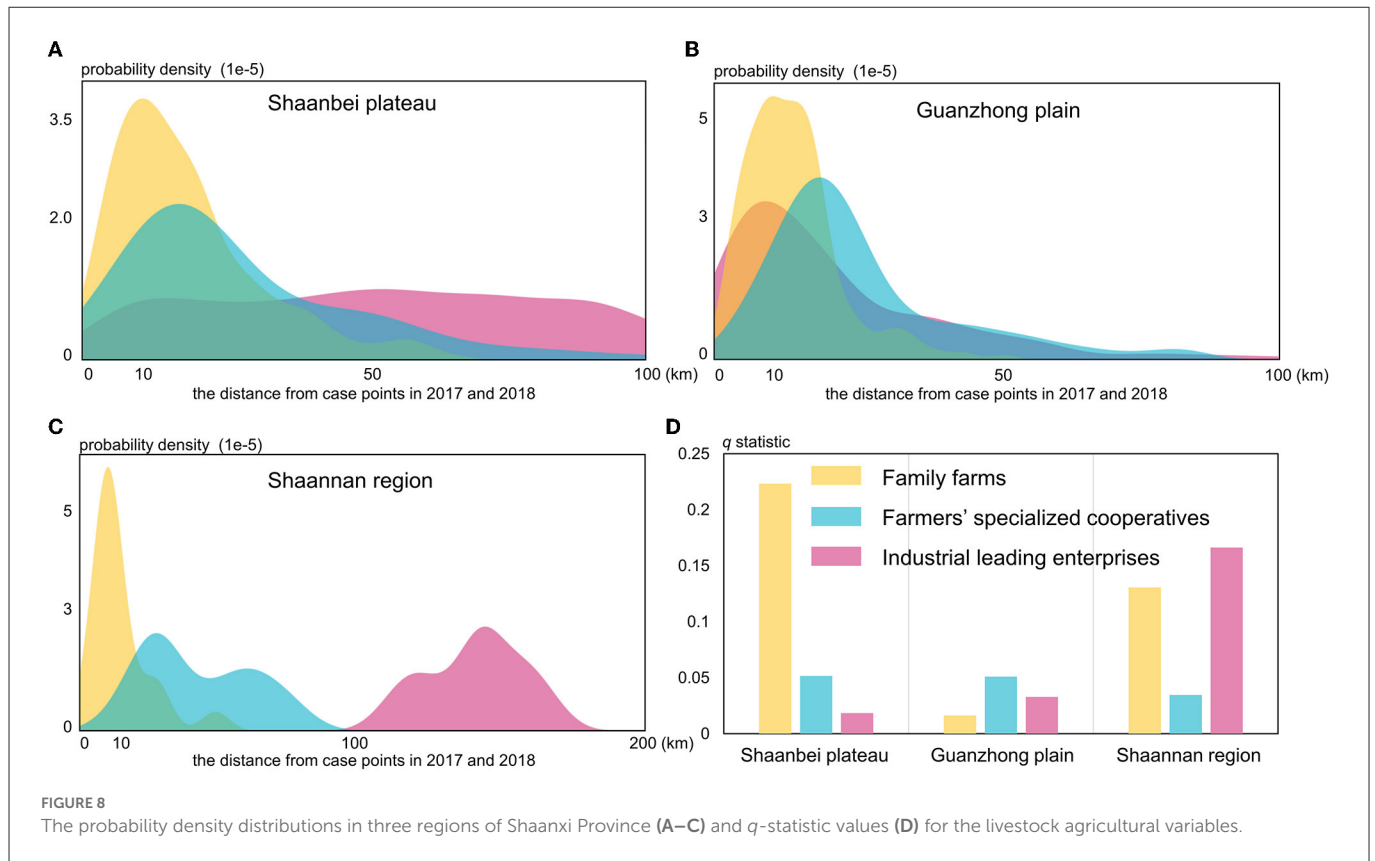 A
probability density (1e-5)
Shaanbei plateau
3.5
2.0
0
0 10 50 100 (km)
the distance from case points in 2017 and 2018
B
probability density (1e-5)
Guanzhong plain
5
3
0
0 10 50 100 (km)
the distance from case points in 2017 and 2018
C
probability density (1e-5)
Shaannan region
5
3
0
0 10 100 200 (km)
the distance from case points in 2017 and 2018
D
q statistic
0.25
0.2
0.15
0.1
0.05
0
Family farms
Farmers’ specialized cooperatives
Industrial leading enterprises
Shaanbei plateau Guanzhong plain Shaannan region
FIGURE 8
The probability density distributions in three regions of Shaanxi Province (A–C) and q-statistic values (D) for the livestock agricultural variables.